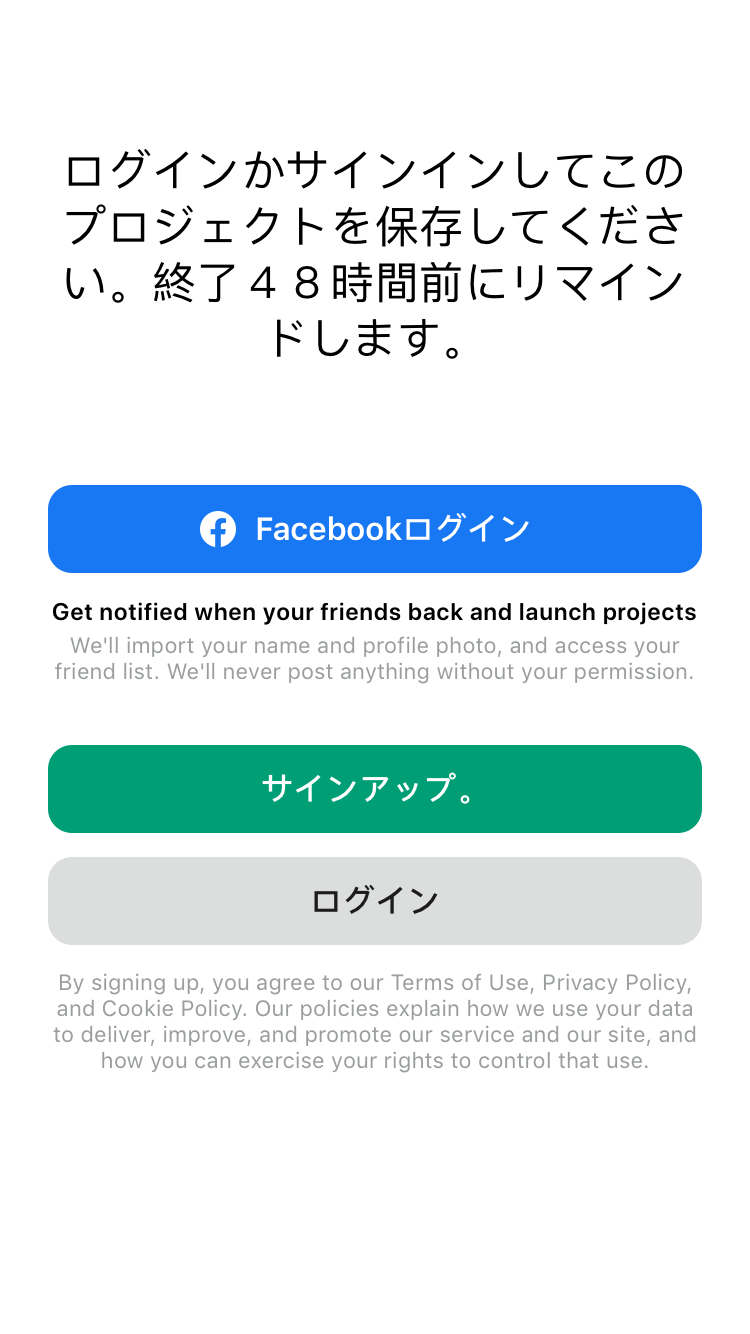 ログインかサインインしてこの
プロジェクトを保存してくださ
い。終了４８時間前にリマイン
ドします。
Facebookログイン
Get notified when your friends back and launch projects
We'll import your name and profile photo, and access your
friend list. We'll never post anything without your permission.
サインアップ。
ログイン
By signing up, you agree to our Terms of Use, Privacy Policy,
and Cookie Policy. Our policies explain how we use your data
to deliver, improve, and promote our service and our site, and
how you can exercise your rights to control that use.